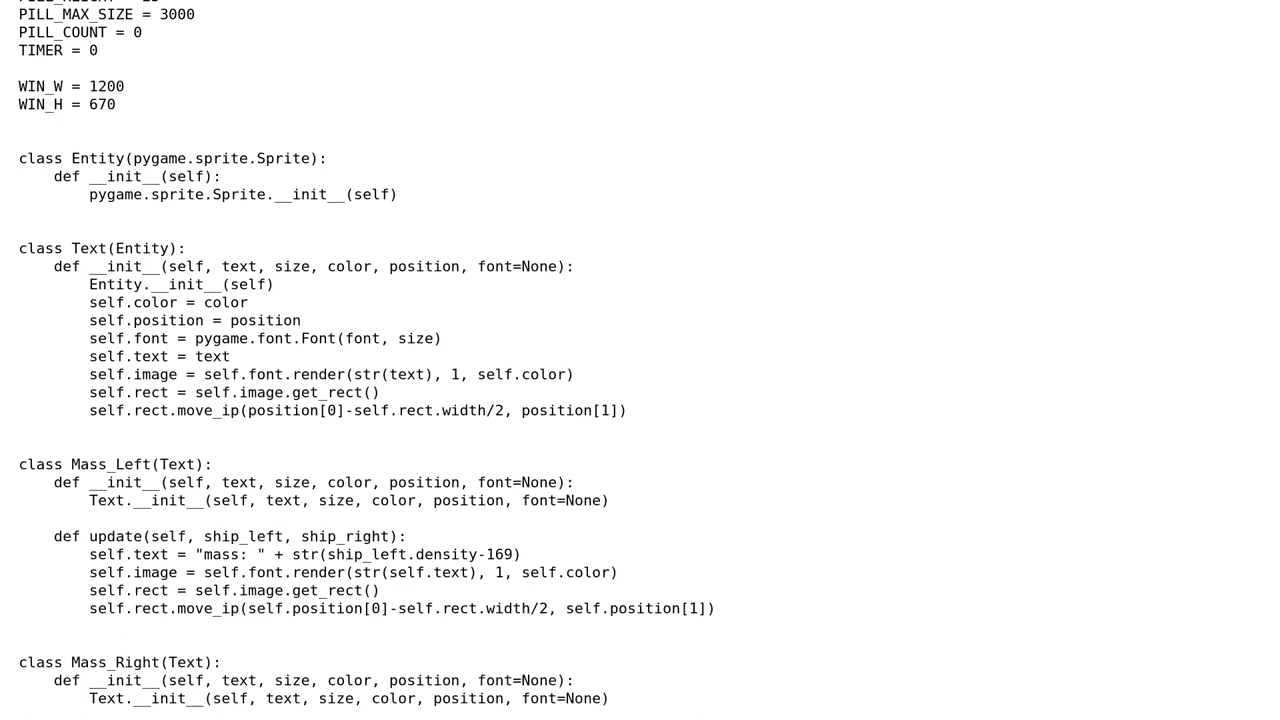 PILL_MAX_SIZE = 3000
PILL_COUNT = 0
TIMER = 0

WIN_W = 1200
WIN_H = 670


class Entity(pygame.sprite.Sprite):
    def __init__(self):
        pygame.sprite.Sprite.__init__(self)


class Text(Entity):
    def __init__(self, text, size, color, position, font=None):
        Entity.__init__(self)
        self.color = color
        self.position = position
        self.font = pygame.font.Font(font, size)
        self.text = text
        self.image = self.font.render(str(text), 1, self.color)
        self.rect = self.image.get_rect()
        self.rect.move_ip(position[0]-self.rect.width/2, position[1])


class Mass_Left(Text):
    def __init__(self, text, size, color, position, font=None):
        Text.__init__(self, text, size, color, position, font=None)

    def update(self, ship_left, ship_right):
        self.text = "mass: " + str(ship_left.density-169)
        self.image = self.font.render(str(self.text), 1, self.color)
        self.rect = self.image.get_rect()
        self.rect.move_ip(self.position[0]-self.rect.width/2, self.position[1])


class Mass_Right(Text):
    def __init__(self, text, size, color, position, font=None):
        Text.__init__(self, text, size, color, position, font=None)